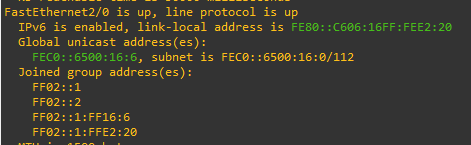 FastEthernet2/0 is up, line protocol is up
IPv6 is enabled, link-local address is FE80::C606:16FF:FEE2:20
Global unicast address(es):
FEC0::6500:16:6, subnet is FEC0::6500:16:0/112
Joined group address(es):
FF02::1
FF02::2
FF02::1:FF16:6
FF02::1:FFE2:20